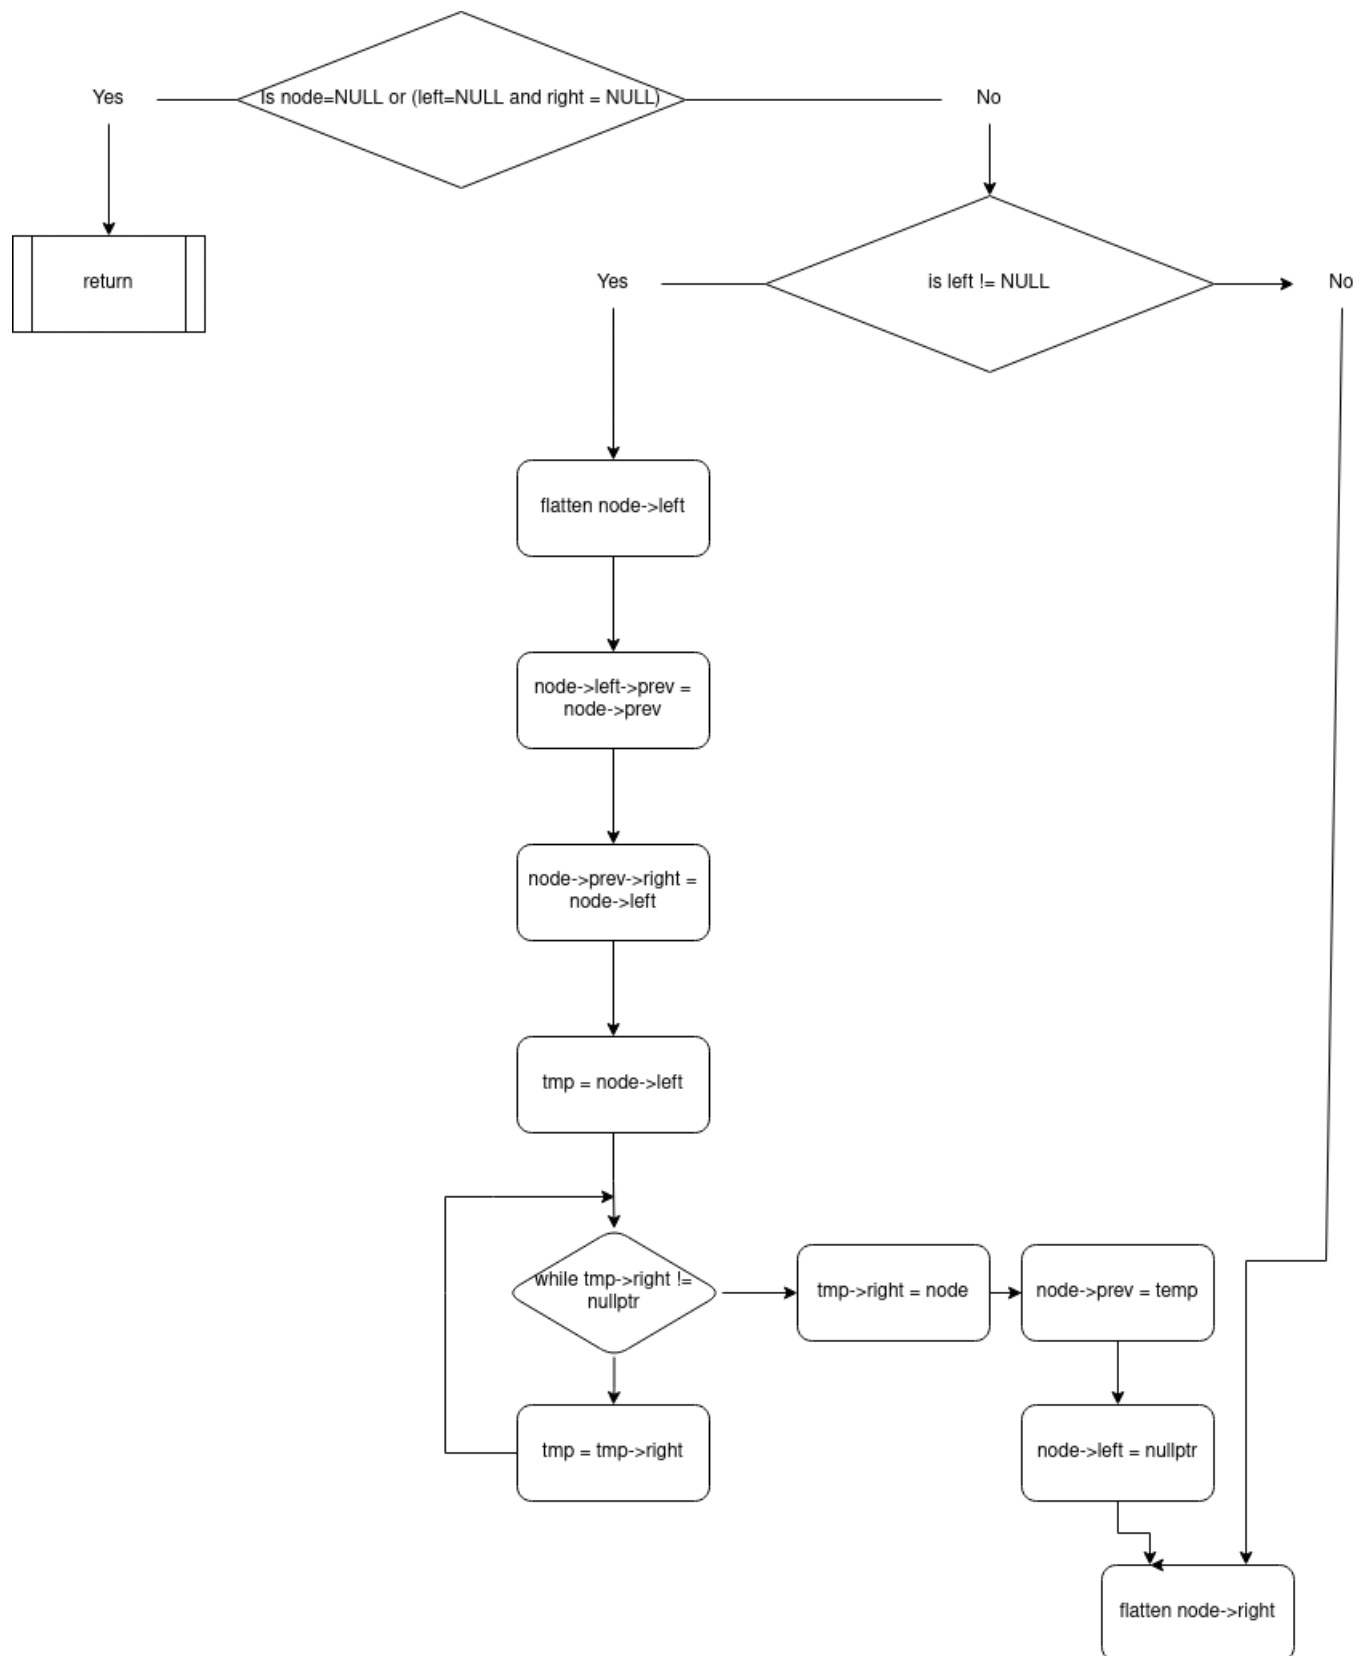 Yes
Is node=NULL or (left=NULL and right = NULL)
No
return
Yes
is left != NULL
No
flatten node->left
node->left->prev =
node->prev
node->prev->right =
node->left
tmp = node->left
while tmp->right !=
nullptr
tmp->right = node
node->prev = temp
tmp = tmp->right
node->left = nullptr
flatten node->right